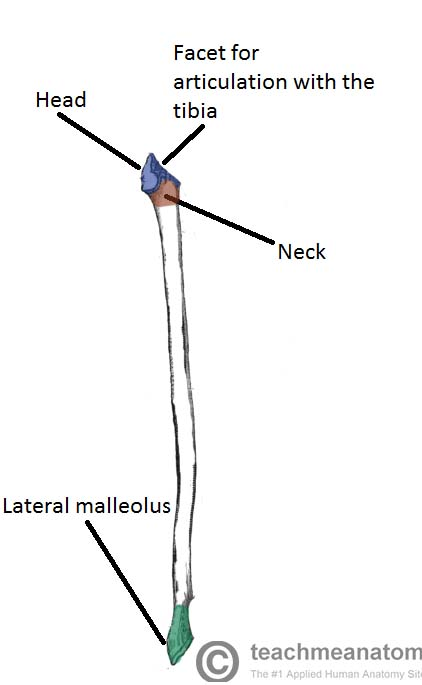 Facet for
articulation with the
tibia
Head
Neck
Lateral malleolus
© teachmeanatom
The #1 Applied Human Anatomy Sit